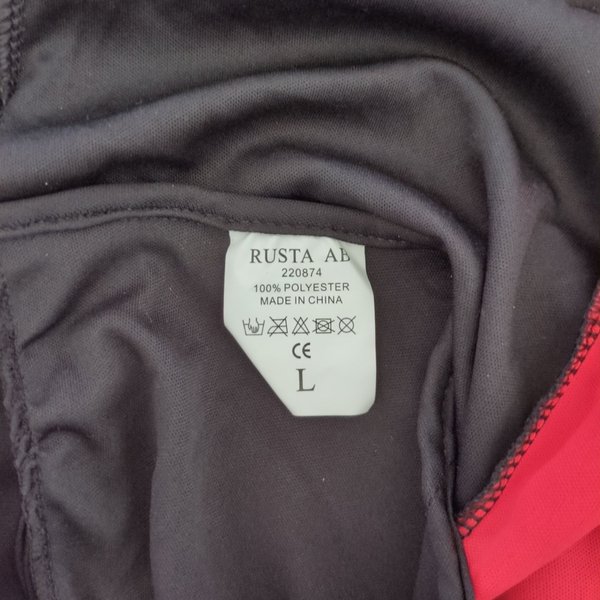 RUSTA AB
220874
100% POLYESTER
MADE IN CHINA
CE
L